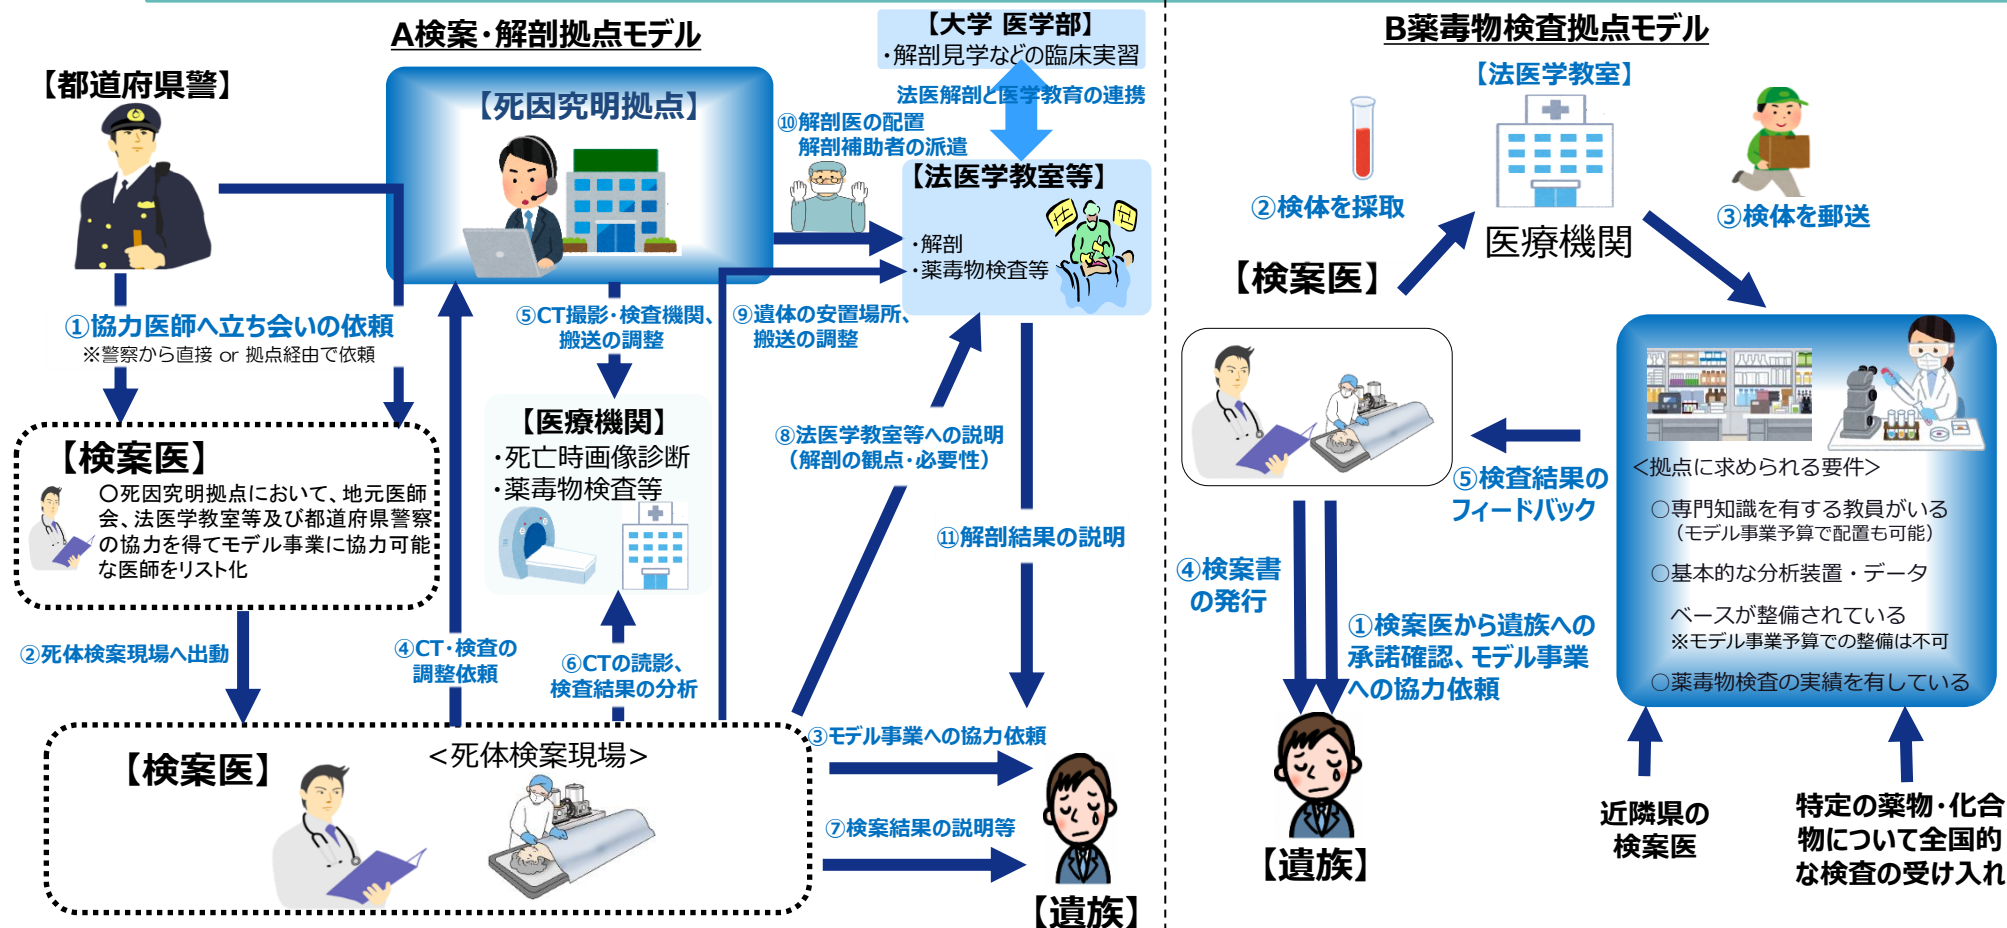 A検案・解剖拠点モデル
【都道府県警】
【死因究明拠点】
【大学 医学部】
・解剖見学などの臨床実習
法医解剖と医学教育の連携
⑩解剖医の配置
解剖補助者の派遣
【法医学教室等】
・解剖
・薬毒物検査等
①協力医師へ立ち会いの依頼
※警察から直接 or 拠点経由で依頼
⑤CT撮影・検査機関、
搬送の調整
⑨遺体の安置場所、
搬送の調整
【検案医】
〇死因究明拠点において、地元医師
会、法医学教室等及び都道府県警察
の協力を得てモデル事業に協力可能
な医師をリスト化
【医療機関】
・死亡時画像診断
・薬毒物検査等
⑧法医学教室等への説明
（解剖の観点・必要性）
⑪解剖結果の説明
②死体検案現場へ出動
④CT・検査の
調整依頼
⑥CTの読影、
検査結果の分析
【検案医】
<死体検案現場>
③モデル事業への協力依頼
⑦検案結果の説明等
【遺族】
B薬毒物検査拠点モデル
【法医学教室】
②検体を採取
医療機関
③検体を郵送
【検案医】
⑤検査結果の
フィードバック
④検案書
の発行
①検案医から遺族への
承諾確認、モデル事業
への協力依頼
【遺族】
<拠点に求められる要件>
○専門知識を有する教員がいる
（モデル事業予算で配置も可能）
○基本的な分析装置・データ
ベースが整備されている
※モデル事業予算での整備は不可
○薬毒物検査の実績を有している
近隣県の
検案医
特定の薬物・化合
物について全国的
な検査の受け入れ